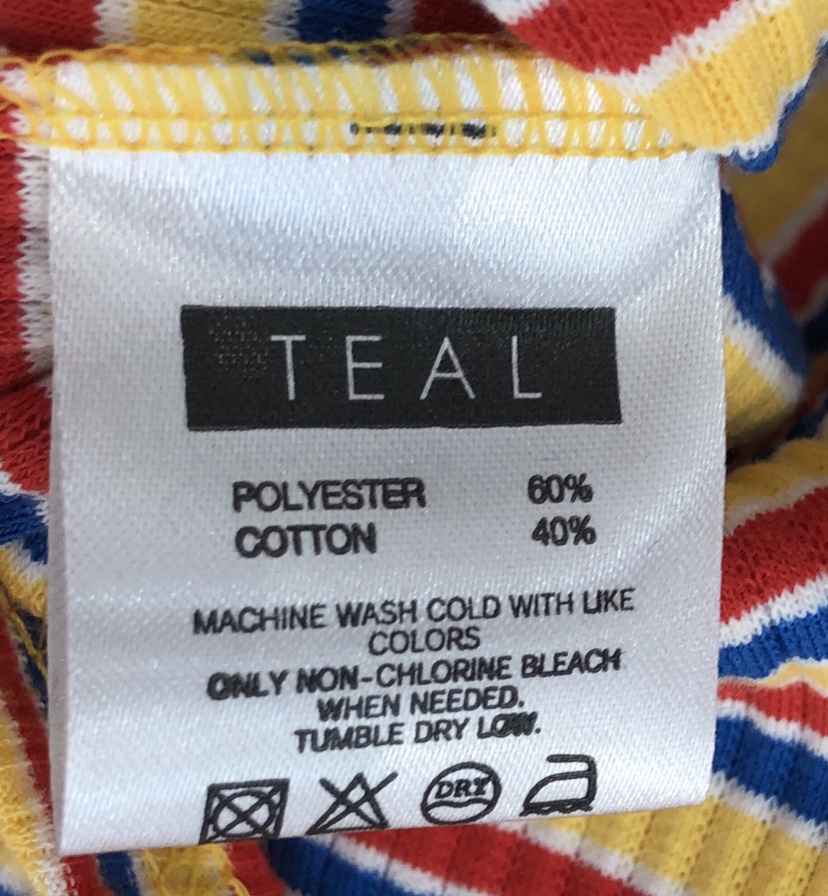 TEAL
POLYESTER 60%
COTTON 40%
MACHINE WASH COLD WITH LIKE
COLORS
ONLY NON-CHLORINE BLEACH
WHEN NEEDED.
TUMBLE DRY LOW.
DRY